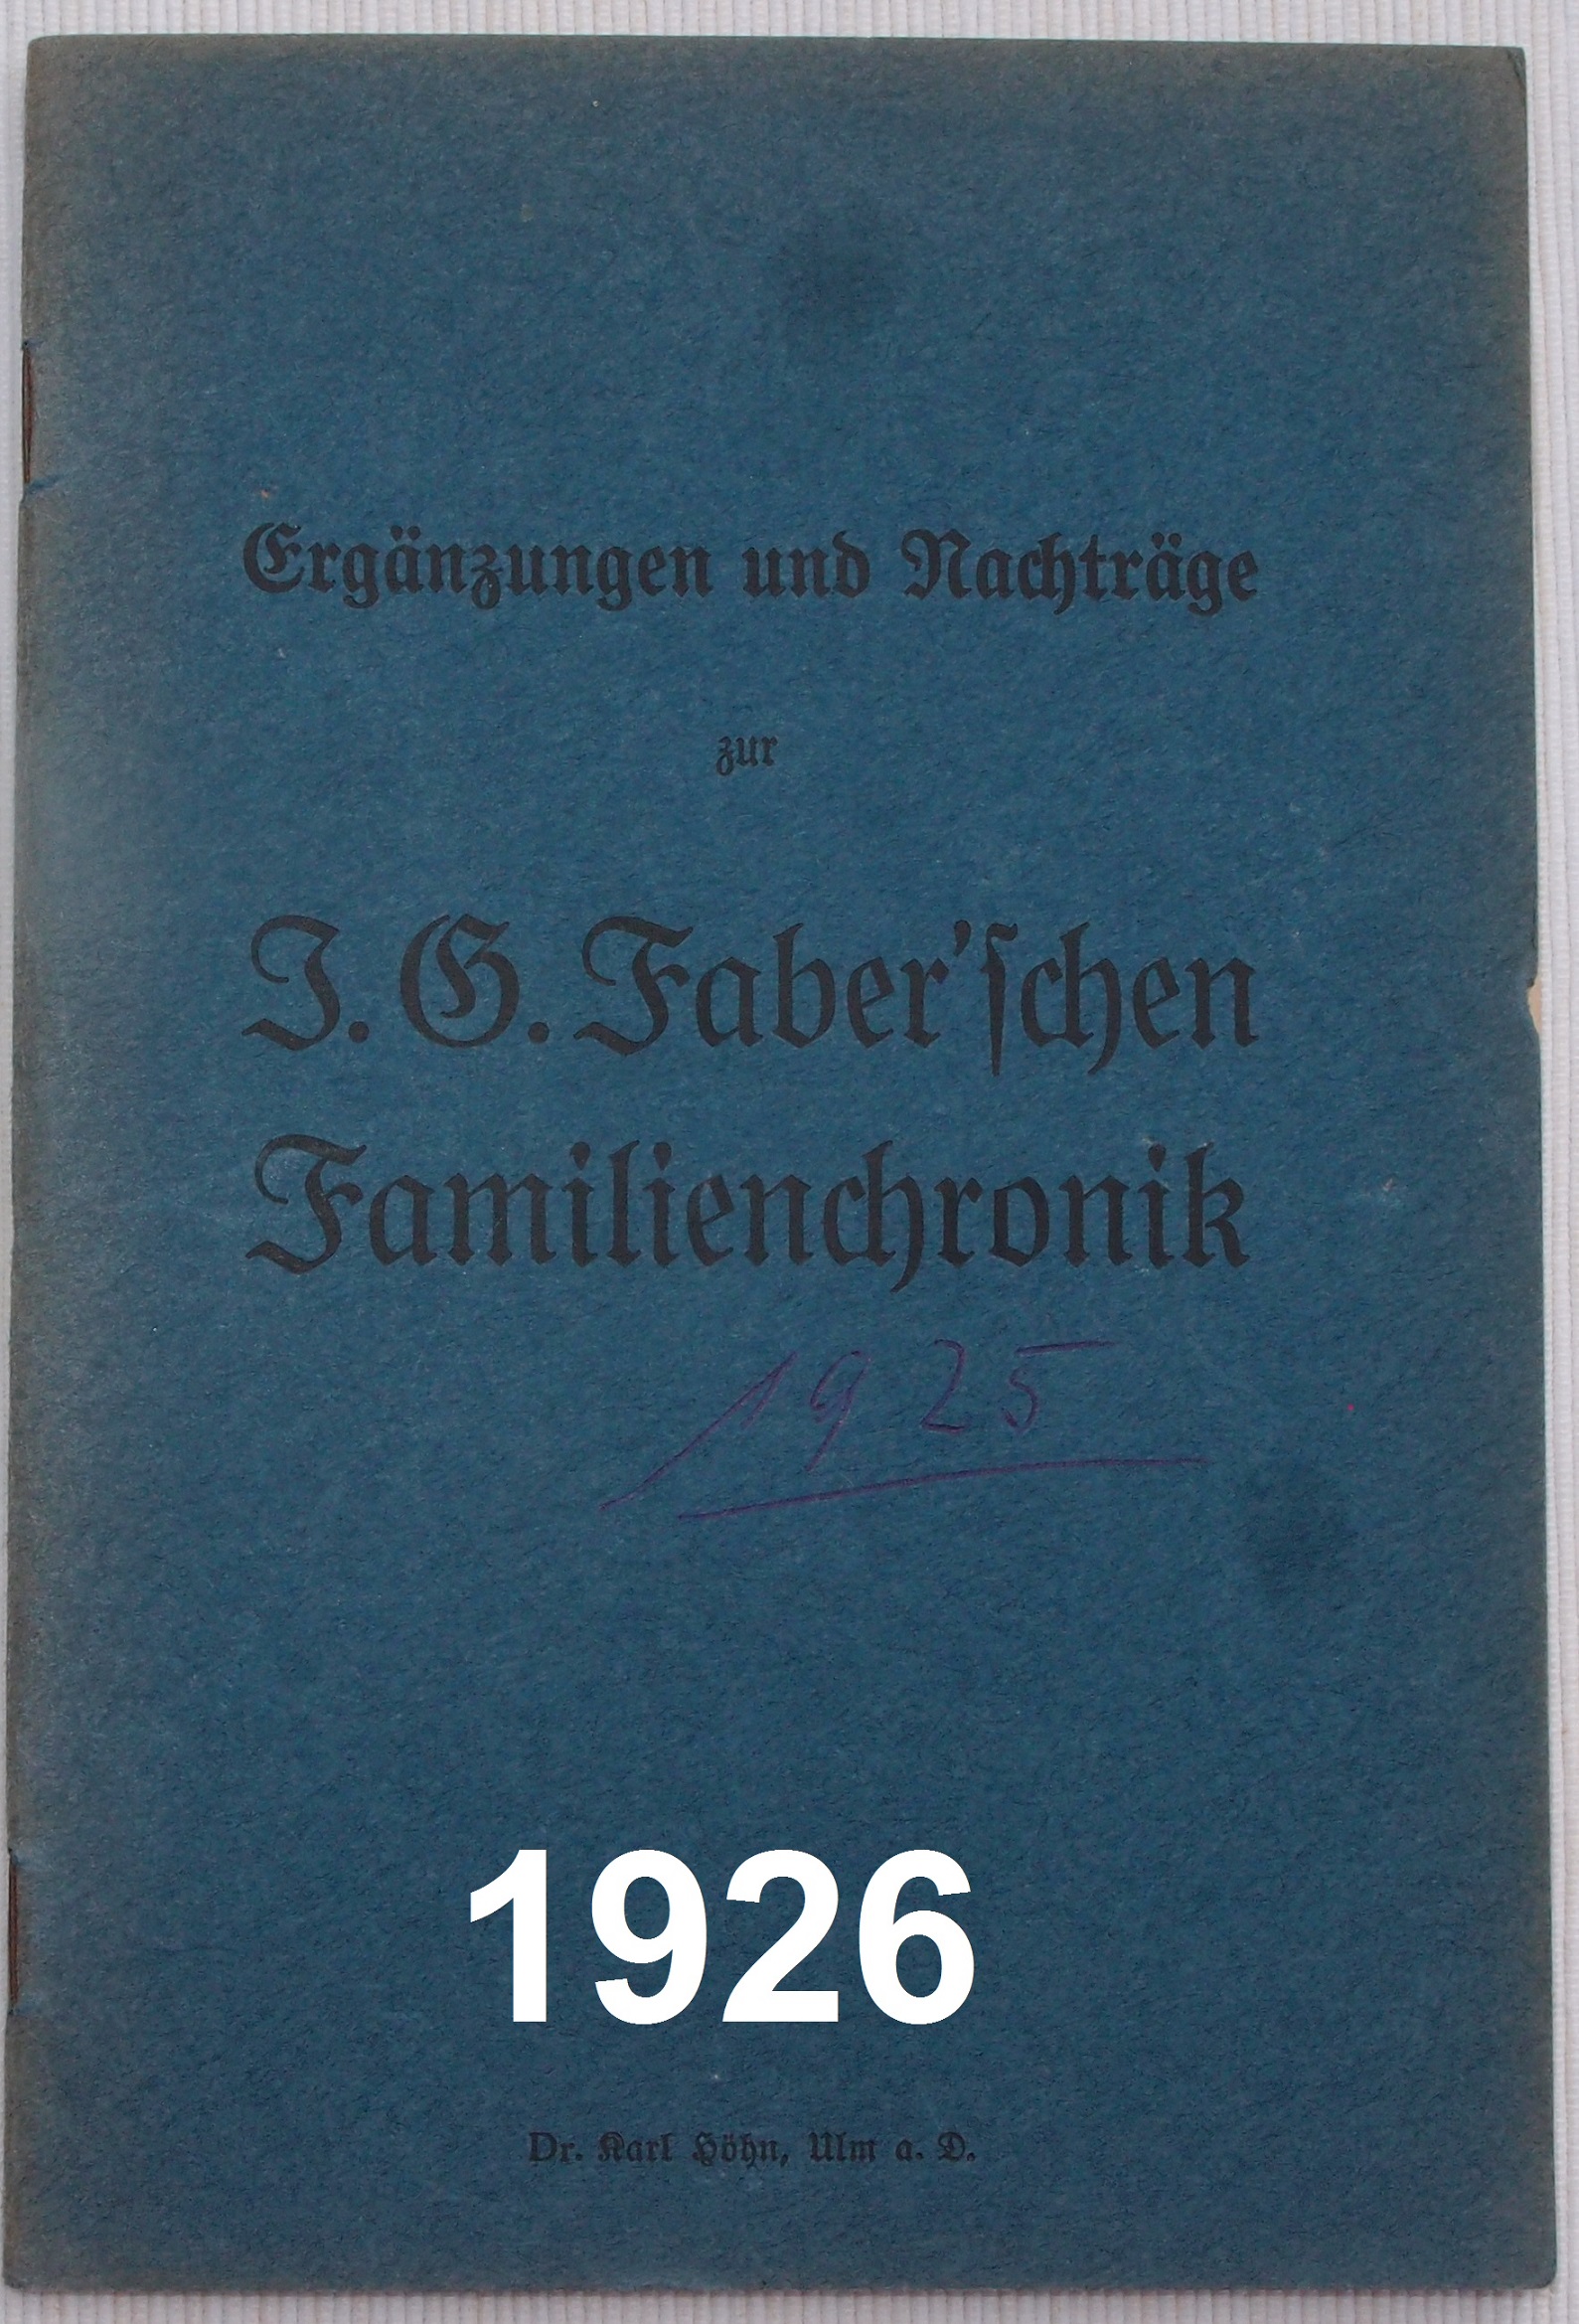 Ergänzungen und Nachträge
zur
J. G. Faber'schen
Familienchronik
1925
1926
Dr. Karl Höhn, Ulm a. D.